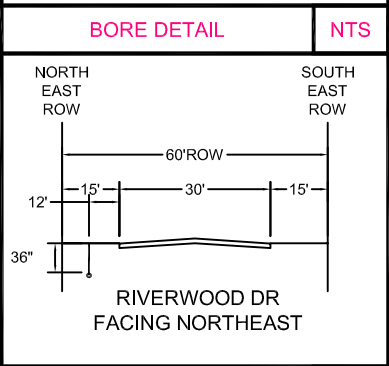 BORE DETAIL
NTS
NORTH
EAST
ROW
SOUTH
EAST
ROW
60'ROW
15'
30'
15'
12'
36"
RIVERWOOD DR
FACING NORTHEAST